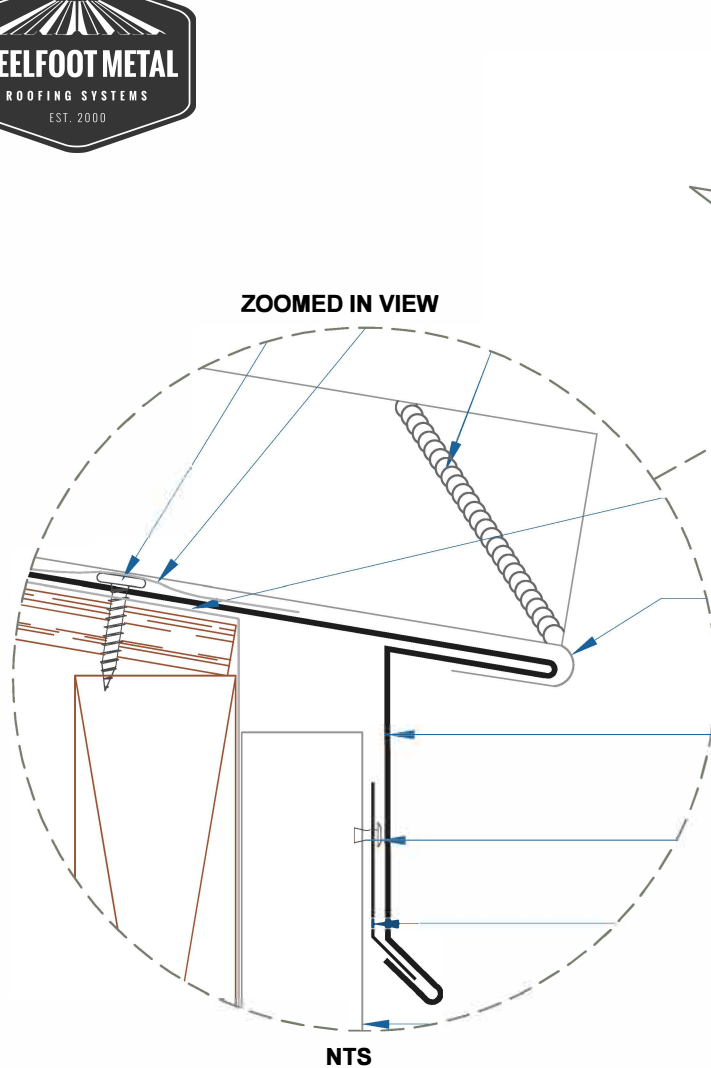 EELFOOT METAL
ROOFING SYSTEMS
EST. 2000
ZOOMED IN VIEW
NTS